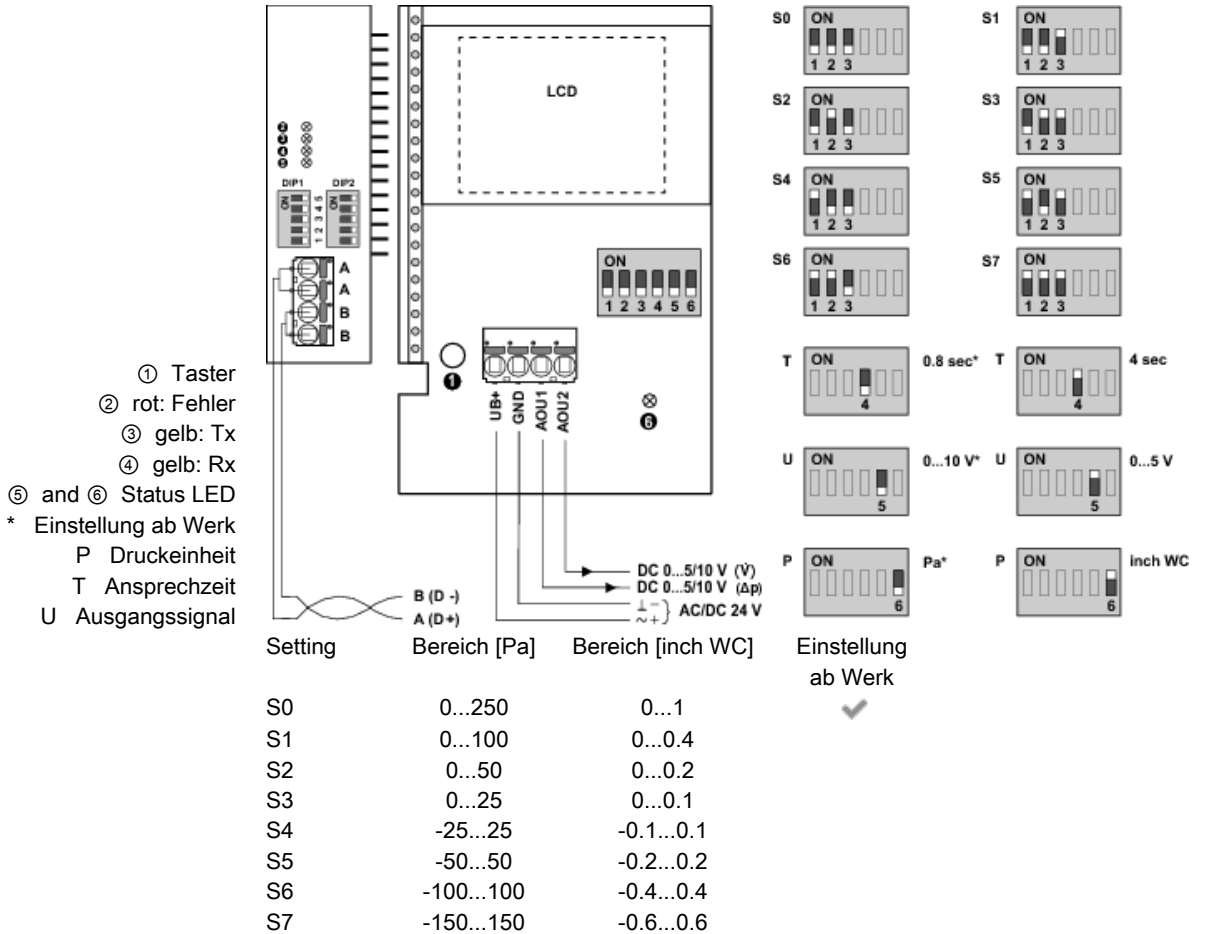 LCD
❷
❸
❹
❺
DIP1 DIP2
ON 1 2 3 4 5 ON
A
A
B
B
ON
1 2 3 4 5 6
❶
❻
UB+
GND
AOU1
AOU2
DC 0...5/10 V (V̇)
DC 0...5/10 V (Δp)
⊥ −
∼ + } AC/DC 24 V
B (D -)
A (D+)
① Taster
② rot: Fehler
③ gelb: Tx
④ gelb: Rx
⑤ and ⑥ Status LED
* Einstellung ab Werk
P Druckeinheit
T Ansprechzeit
U Ausgangssignal
S0 ON
1 2 3
S1 ON
1 2 3
S2 ON
1 2 3
S3 ON
1 2 3
S4 ON
1 2 3
S5 ON
1 2 3
S6 ON
1 2 3
S7 ON
1 2 3
T ON 0.8 sec*
4
T ON 4 sec
4
U ON 0...10 V*
5
U ON 0...5 V
5
P ON Pa*
6
P ON inch WC
6
Setting Bereich [Pa] Bereich [inch WC] Einstellung
ab Werk
S0 0...250 0...1 ✔
S1 0...100 0...0.4
S2 0...50 0...0.2
S3 0...25 0...0.1
S4 -25...25 -0.1...0.1
S5 -50...50 -0.2...0.2
S6 -100...100 -0.4...0.4
S7 -150...150 -0.6...0.6